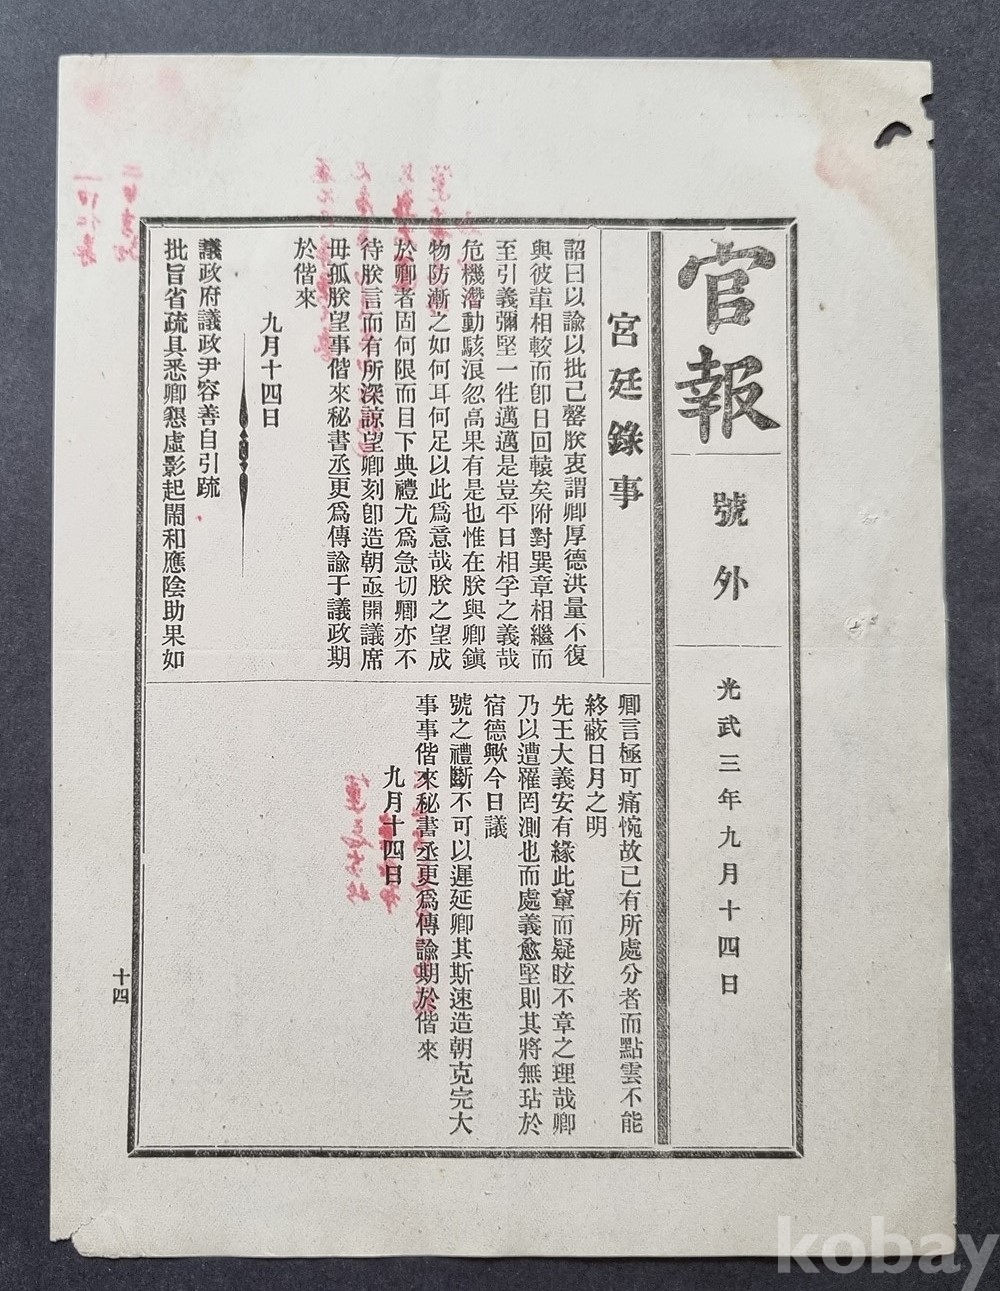 官報
號外
光武三年九月十四日
宮廷錄事
詔曰以諭以批已罄朕衷謂卿厚德洪量不復
與彼輩相較而卽日回轅矣附對巽章相繼而
至引義彌堅一徃邁邁是豈平日相孚之義哉
危機潛動駭浪忽高果有是也惟在朕與卿鎭
物防漸之如何耳何足以此爲意哉朕之望成
於卿者固何限而目下典禮尤爲急切卿亦不
待朕言而有所深諒望卿刻卽造朝亟開議席
毋孤朕望事偕來秘書丞更爲傳諭于議政期
於偕來
九月十四日
議政府議政尹容善自引疏
批旨省疏具悉卿懇虛影起鬧和應陰助果如
卿言極可痛惋故已有所處分者而點雲不能
終蔽日月之明
先王大義安有緣此輩而疑眩不章之理哉卿
乃以遭罹罔測也而處義愈堅則其將無玷於
宿德歟今日議
號之禮斷不可以遲延卿其斯速造朝克完大
事事偕來秘書丞更爲傳諭期於偕來
九月十四日
十四
kobay